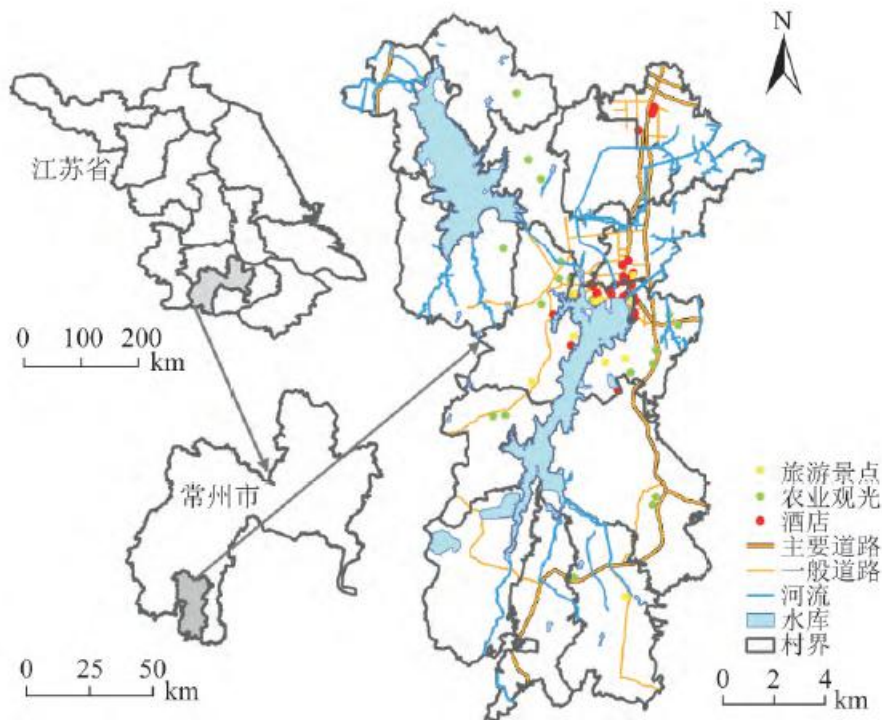 N
江苏省
0 100 200
km
常州市
0 25 50
km
旅游景点
农业观光
酒店
主要道路
一般道路
河流
水库
村界
0 2 4
km